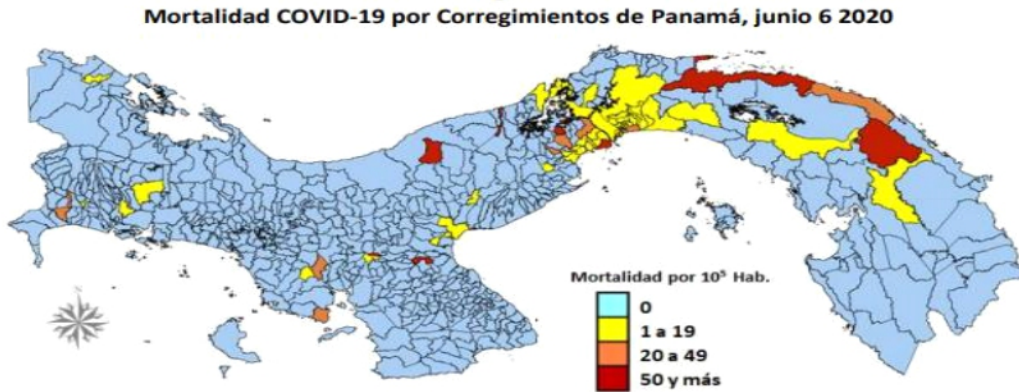 Mortalidad COVID-19 por Corregimientos de Panamá, junio 6 2020
Mortalidad por 10⁵ Hab.
0
1 a 19
20 a 49
50 y más